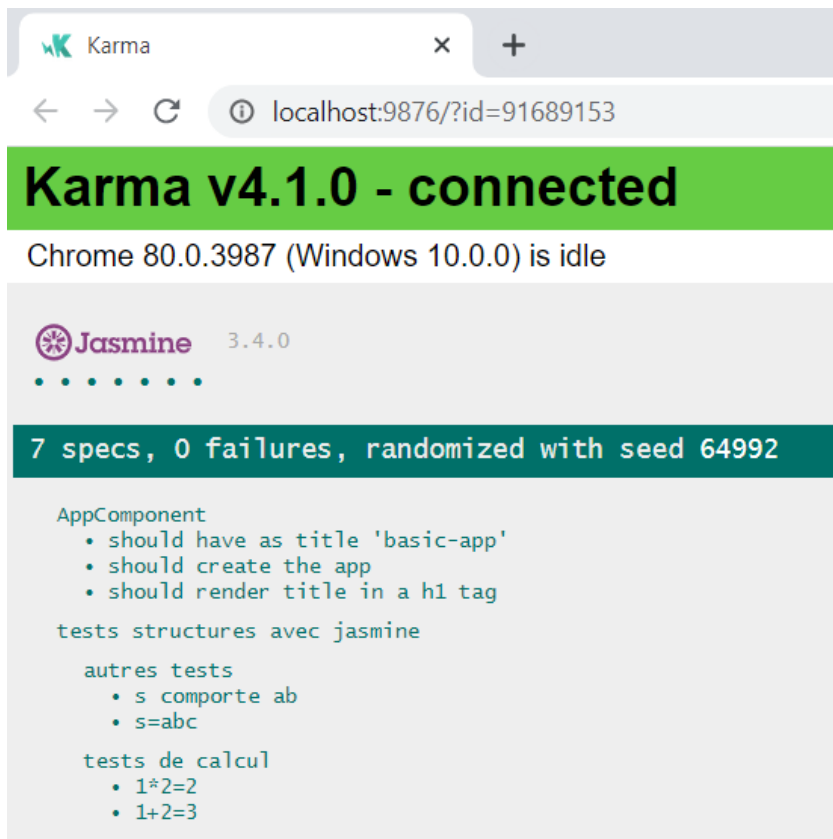 Karma
localhost:9876/?id=91689153
Karma v4.1.0 - connected
Chrome 80.0.3987 (Windows 10.0.0) is idle
Jasmine 3.4.0
• • • • • • •
7 specs, 0 failures, randomized with seed 64992
AppComponent
• should have as title 'basic-app'
• should create the app
• should render title in a h1 tag
tests structures avec jasmine
autres tests
• s comporte ab
• s=abc
tests de calcul
• 1*2=2
• 1+2=3